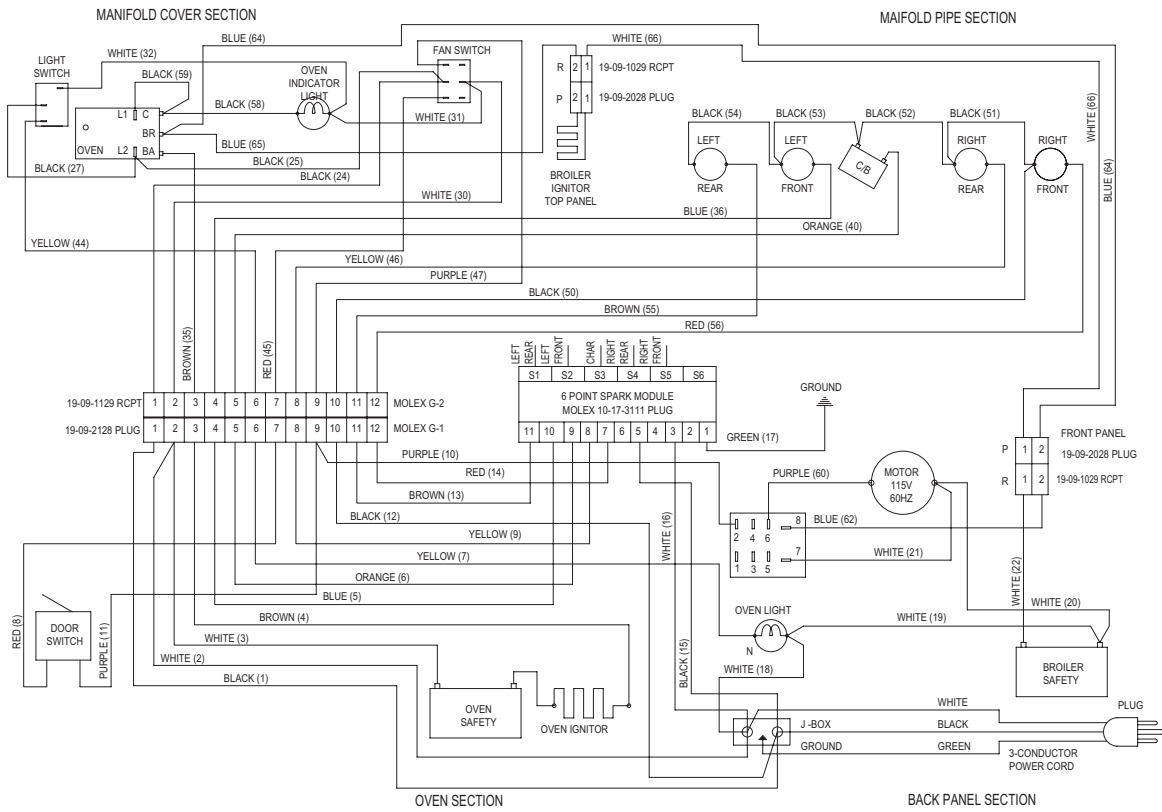 MANIFOLD COVER SECTION
MAIFOLD PIPE SECTION
BLUE (64)
WHITE (66)
LIGHT
SWITCH
WHITE (32)
BLACK (59)
OVEN
INDICATOR
LIGHT
FAN SWITCH
R 2 1 19-09-1029 RCPT
P 2 1 19-09-2028 PLUG
L1 C
BLACK (58)
WHITE (31)
BR
BLUE (65)
OVEN L2 BA
BLACK (27)
BLACK (25)
BLACK (24)
WHITE (30)
BROILER
IGNITOR
TOP PANEL
BLACK (54)
BLACK (53)
BLACK (52)
BLACK (51)
LEFT
REAR
LEFT
FRONT
C/B
RIGHT
REAR
RIGHT
FRONT
WHITE (66)
BLUE (64)
BLUE (36)
ORANGE (40)
YELLOW (44)
YELLOW (46)
PURPLE (47)
BLACK (50)
BROWN (55)
RED (56)
BROWN (35)
RED (45)
LEFT
REAR
LEFT
FRONT
CHAR
RIGHT
REAR
RIGHT
FRONT
S1 S2 S3 S4 S5 S6
6 POINT SPARK MODULE
MOLEX 10-17-3111 PLUG
11 10 9 8 7 6 5 4 3 2 1
GROUND
GREEN (17)
19-09-1129 RCPT 1 2 3 4 5 6 7 8 9 10 11 12 MOLEX G-2
19-09-2128 PLUG 1 2 3 4 5 6 7 8 9 10 11 12 MOLEX G-1
PURPLE (10)
RED (14)
BROWN (13)
BLACK (12)
YELLOW (9)
YELLOW (7)
ORANGE (6)
BLUE (5)
BROWN (4)
WHITE (3)
WHITE (2)
BLACK (1)
WHITE (16)
BLACK (15)
PURPLE (60)
MOTOR
115V
60HZ
BLUE (62)
WHITE (21)
2 4 6 8
1 3 5 7
FRONT PANEL
P 1 2 19-09-2028 PLUG
R 1 2 19-09-1029 RCPT
WHITE (22)
WHITE (20)
WHITE (19)
OVEN LIGHT
N
WHITE (18)
BROILER
SAFETY
RED (8)
DOOR
SWITCH
PURPLE (11)
OVEN
SAFETY
OVEN IGNITOR
WHITE
J -BOX BLACK
GROUND GREEN
PLUG
3-CONDUCTOR
POWER CORD
OVEN SECTION
BACK PANEL SECTION